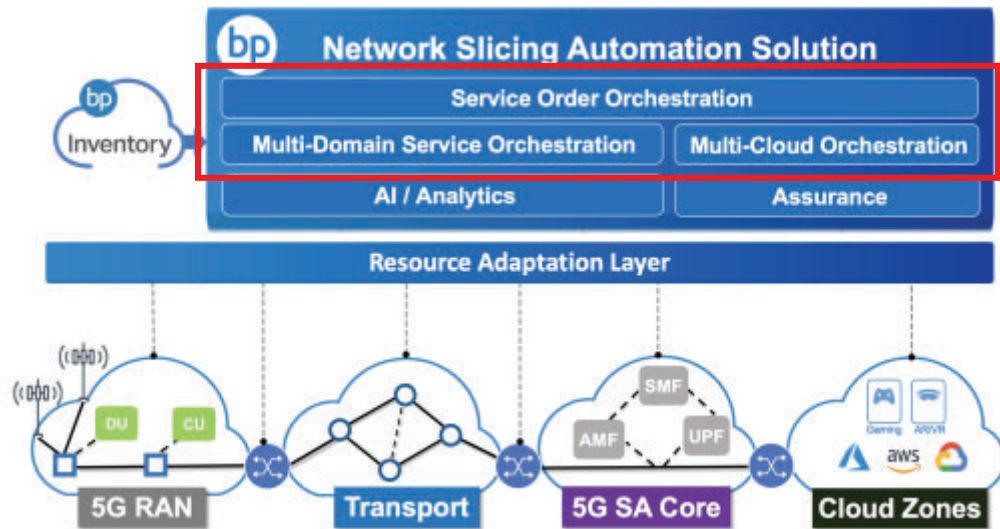 bp Network Slicing Automation Solution
bp
Inventory
Service Order Orchestration
Multi-Domain Service Orchestration Multi-Cloud Orchestration
AI / Analytics Assurance
Resource Adaptation Layer
DU CU
SMF
AMF UPF
Gaming AR/VR
aws
5G RAN Transport 5G SA Core Cloud Zones